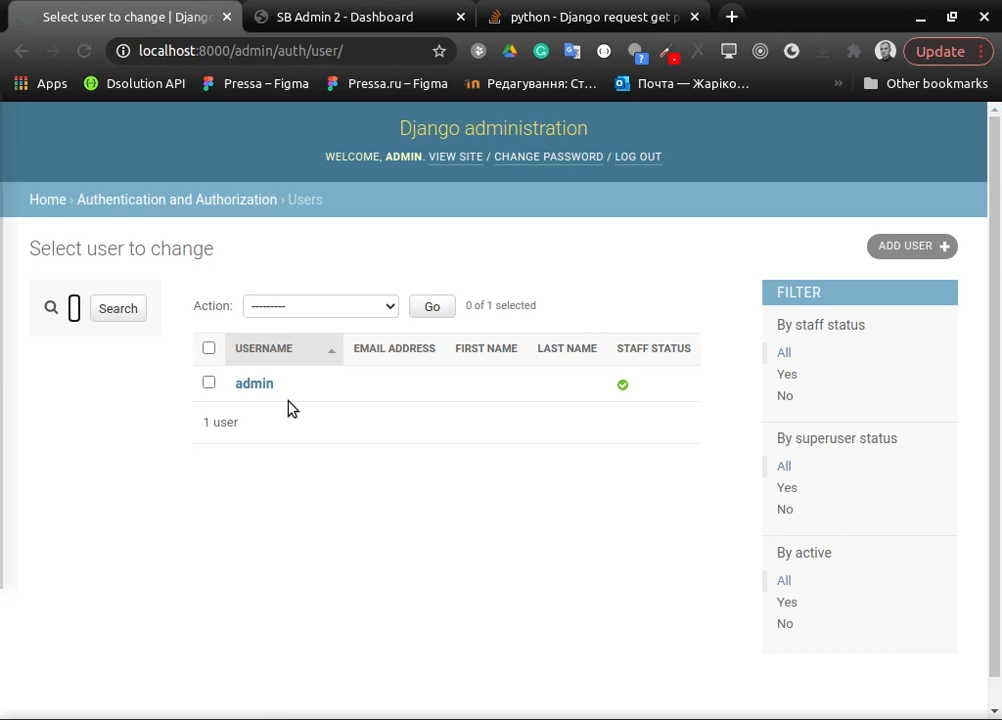 Select user to change | Djang
SB Admin 2 - Dashboard
python - Django request get p
localhost:8000/admin/auth/user/
Update
Apps
Dsolution API
Pressa – Figma
Pressa.ru – Figma
Редагування: Ст...
Почта — Жаріко...
»
Other bookmarks
Django administration
WELCOME, ADMIN. VIEW SITE / CHANGE PASSWORD / LOG OUT
Home › Authentication and Authorization › Users
Select user to change
ADD USER
Search
Action: ---------
Go
0 of 1 selected
USERNAME EMAIL ADDRESS FIRST NAME LAST NAME STAFF STATUS
admin
1 user
FILTER
By staff status
All
Yes
No
By superuser status
All
Yes
No
By active
All
Yes
No